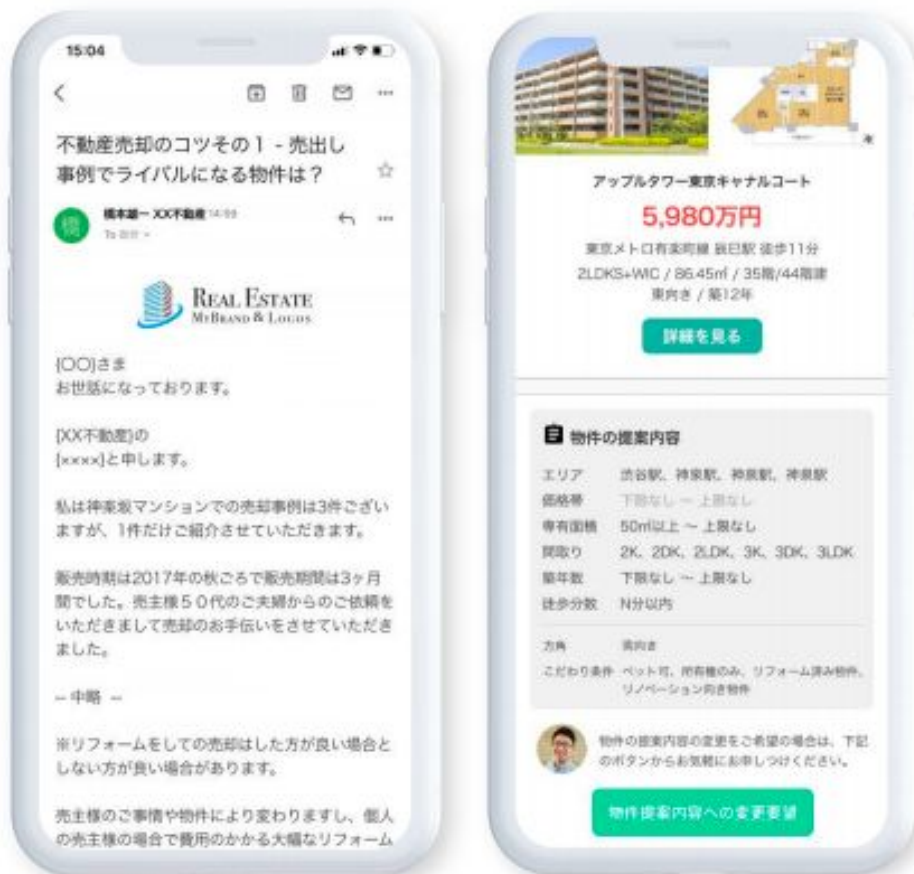 15:04
不動産売却のコツその1 - 売出し
事例でライバルになる物件は？
橋
橋本雄一 XX不動産
To 自分
REAL ESTATE
MYBRAND & LOGOS
{〇〇}さま
お世話になっております。
{XX不動産}の
{××××}と申します。
私は神楽坂マンションでの売却事例は3件ござい
ますが、1件だけご紹介させていただきます。
販売時期は2017年の秋ごろで販売期間は3ヶ月
間でした。売主様５０代のご夫婦からのご依頼を
いただきまして売却のお手伝いをさせていただき
ました。
-- 中略 --
※リフォームをしての売却はした方が良い場合と
しない方が良い場合があります。
売主様のご事情や物件により変わりますし、個人
の売主様の場合で費用のかかる大幅なリフォーム
アップルタワー東京キャナルコート
5,980万円
東京メトロ有楽町線 辰巳駅 徒歩11分
2LDKS+WIC / 86.45㎡ / 35階/44階建
東向き / 築12年
詳細を見る
物件の提案内容
エリア 渋谷駅、神泉駅、神泉駅、神泉駅
価格帯 下限なし 〜 上限なし
専有面積 50㎡以上 〜 上限なし
間取り 2K、2DK、2LDK、3K、3DK、3LDK
築年数 下限なし 〜 上限なし
徒歩分数 N分以内
方角 南向き
こだわり条件 ペット可、所有権のみ、リフォーム済み物件、
リノベーション向き物件
物件の提案内容の変更をご希望の場合は、下記
のボタンからお気軽にお申しつけください。
物件提案内容への変更要望